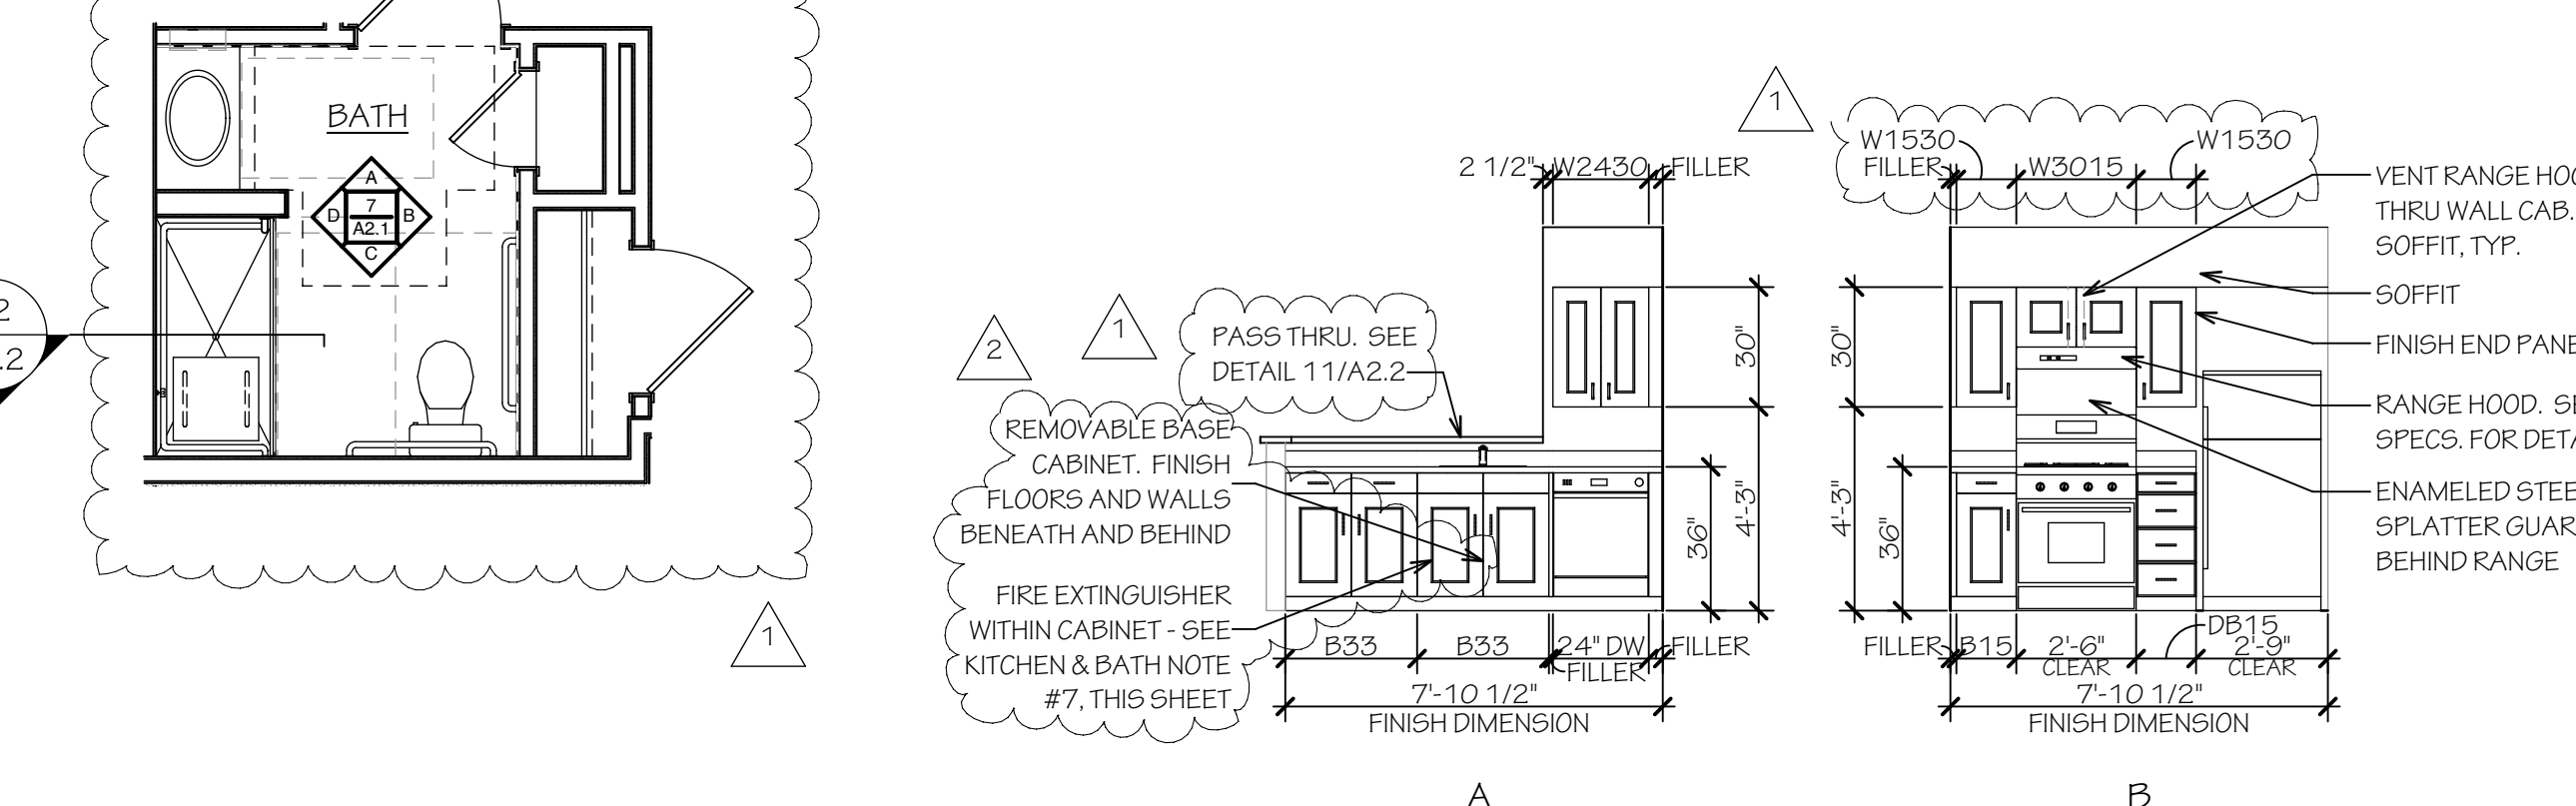 BATH
A
D
7
B
A2.1
C
2
.2
1
2
1
PASS THRU. SEE
DETAIL 11/A2.2
REMOVABLE BASE
CABINET. FINISH
FLOORS AND WALLS
BENEATH AND BEHIND
FIRE EXTINGUISHER
WITHIN CABINET - SEE
KITCHEN & BATH NOTE
#7, THIS SHEET
2 1/2"
W2430
FILLER
30"
36"
4'-3"
B33
B33
24" DW
FILLER
FILLER
7'-10 1/2"
FINISH DIMENSION
A
1
W1530
W1530
FILLER
W3015
30"
4'-3"
36"
VENT RANGE HOO
THRU WALL CAB.
SOFFIT, TYP.
SOFFIT
FINISH END PANE
RANGE HOOD. SE
SPECS. FOR DETA
ENAMELED STEE
SPLATTER GUAR
BEHIND RANGE
DB15
FILLER
B15
2'-6"
2'-9"
CLEAR
CLEAR
7'-10 1/2"
FINISH DIMENSION
B